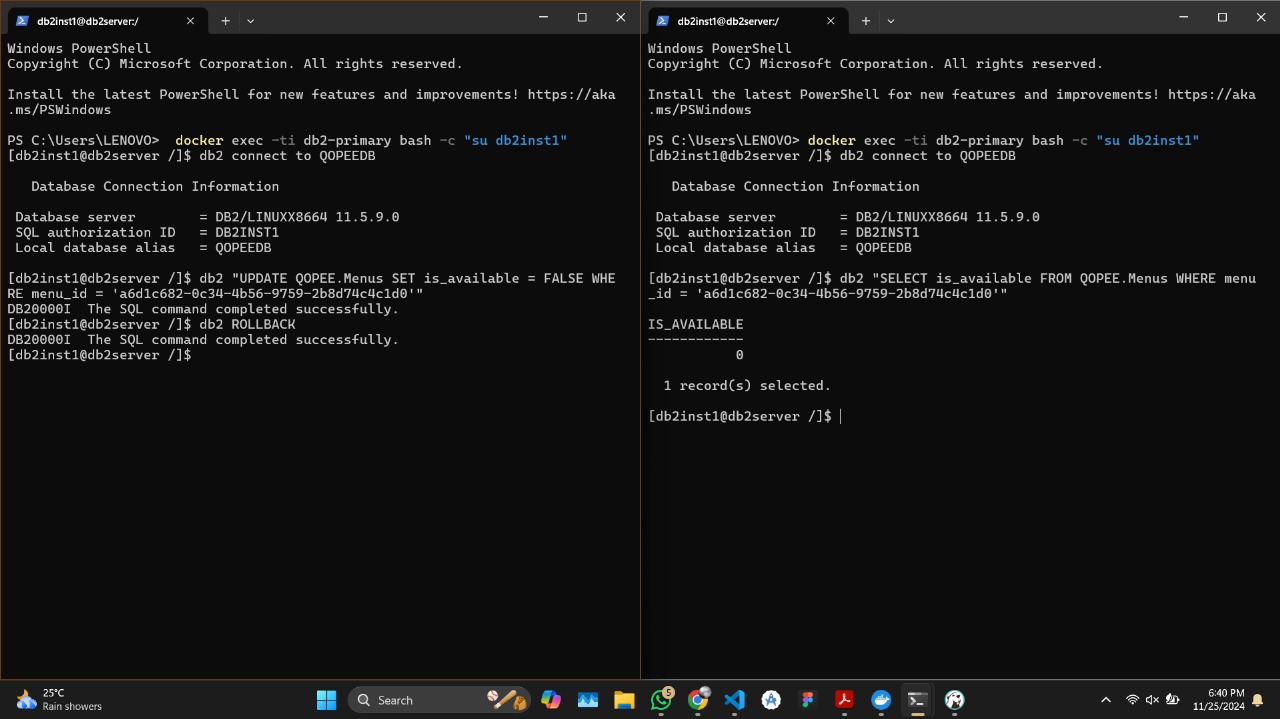 db2inst1@db2server:/
Windows PowerShell
Copyright (C) Microsoft Corporation. All rights reserved.
Install the latest PowerShell for new features and improvements! https://aka
.ms/PSWindows
PS C:\Users\LENOVO>  docker exec -ti db2-primary bash -c "su db2inst1"
[db2inst1@db2server /]$ db2 connect to QOPEEDB
   Database Connection Information
 Database server        = DB2/LINUXX8664 11.5.9.0
 SQL authorization ID   = DB2INST1
 Local database alias   = QOPEEDB
[db2inst1@db2server /]$ db2 "UPDATE QOPEE.Menus SET is_available = FALSE WHE
RE menu_id = 'a6d1c682-0c34-4b56-9759-2b8d74c4c1d0'"
DB20000I  The SQL command completed successfully.
[db2inst1@db2server /]$ db2 ROLLBACK
DB20000I  The SQL command completed successfully.
[db2inst1@db2server /]$
db2inst1@db2server:/
Windows PowerShell
Copyright (C) Microsoft Corporation. All rights reserved.
Install the latest PowerShell for new features and improvements! https://aka
.ms/PSWindows
PS C:\Users\LENOVO> docker exec -ti db2-primary bash -c "su db2inst1"
[db2inst1@db2server /]$ db2 connect to QOPEEDB
   Database Connection Information
 Database server        = DB2/LINUXX8664 11.5.9.0
 SQL authorization ID   = DB2INST1
 Local database alias   = QOPEEDB
[db2inst1@db2server /]$ db2 "SELECT is_available FROM QOPEE.Menus WHERE menu
_id = 'a6d1c682-0c34-4b56-9759-2b8d74c4c1d0'"
IS_AVAILABLE
------------
           0
  1 record(s) selected.
[db2inst1@db2server /]$
25°C
Rain showers
Search
5
6:40 PM
11/25/2024